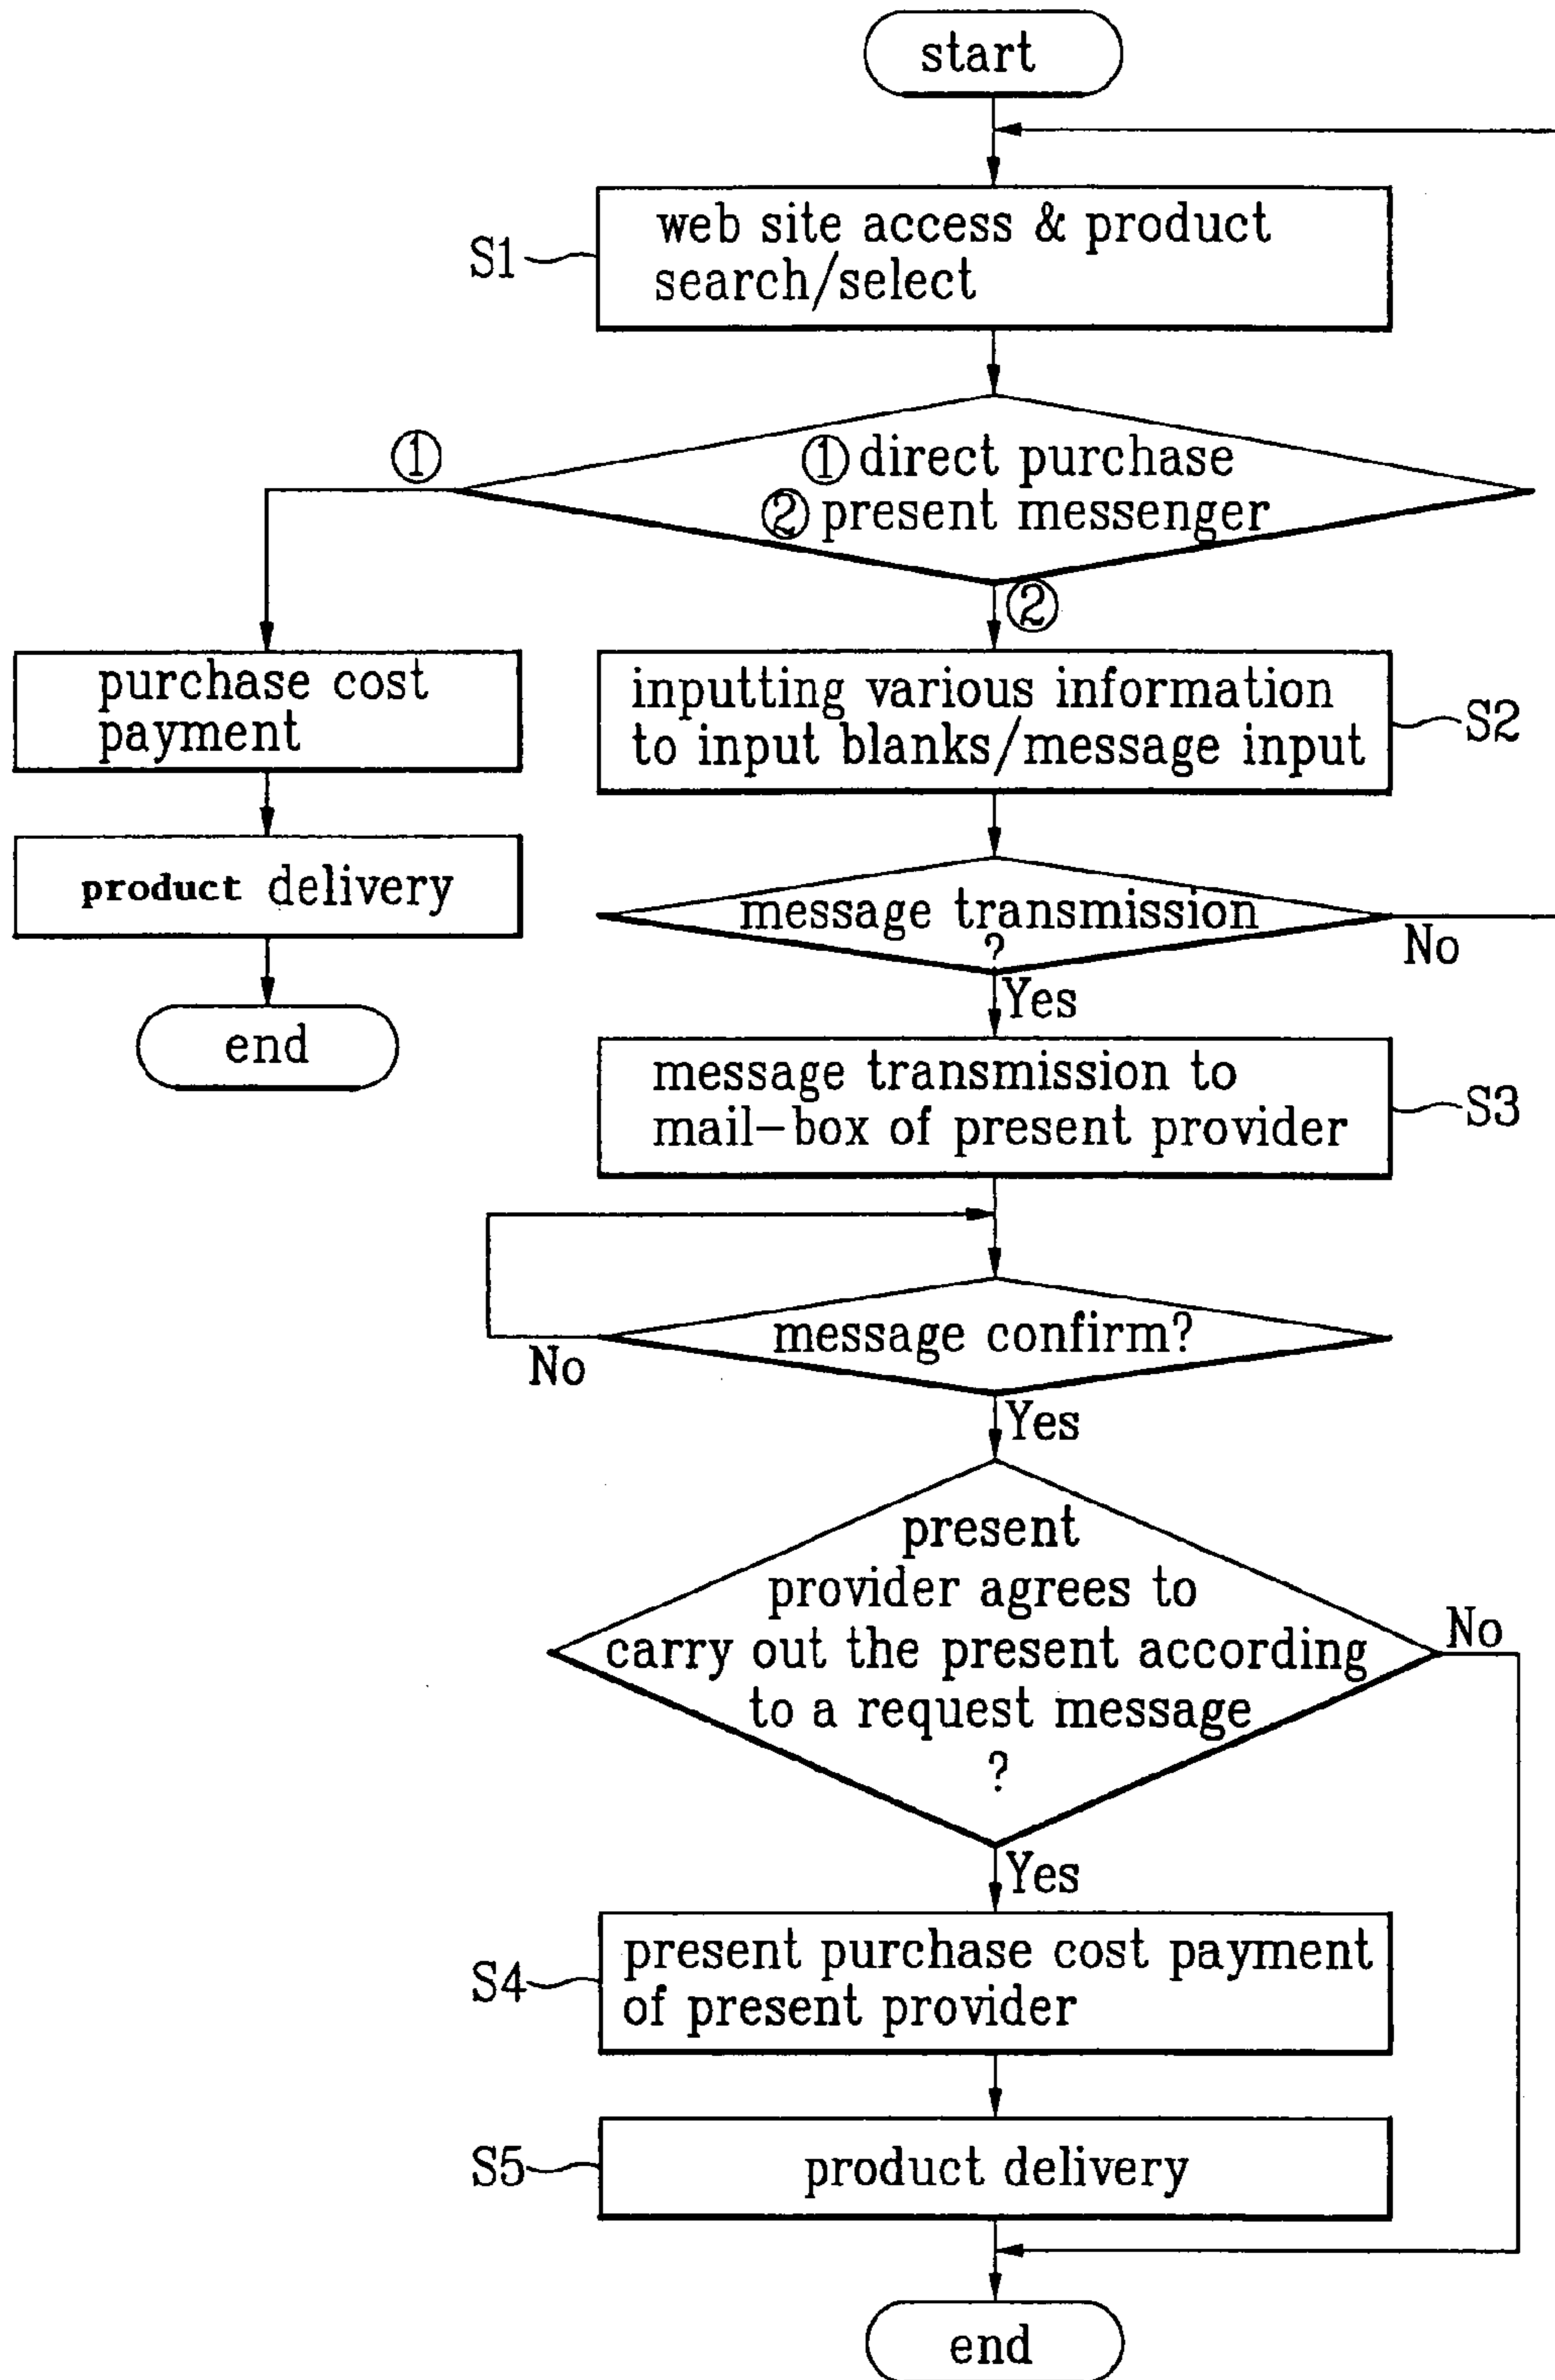 start
web site access & product
search/select
S1
① direct purchase
② present messenger
①
②
purchase cost
payment
inputting various information
to input blanks/message input
S2
product delivery
message transmission
?
No
Yes
end
message transmission to
mail-box of present provider
S3
message confirm?
No
Yes
present
provider agrees to
carry out the present according
to a request message
?
No
Yes
present purchase cost payment
of present provider
S4
product delivery
S5
end